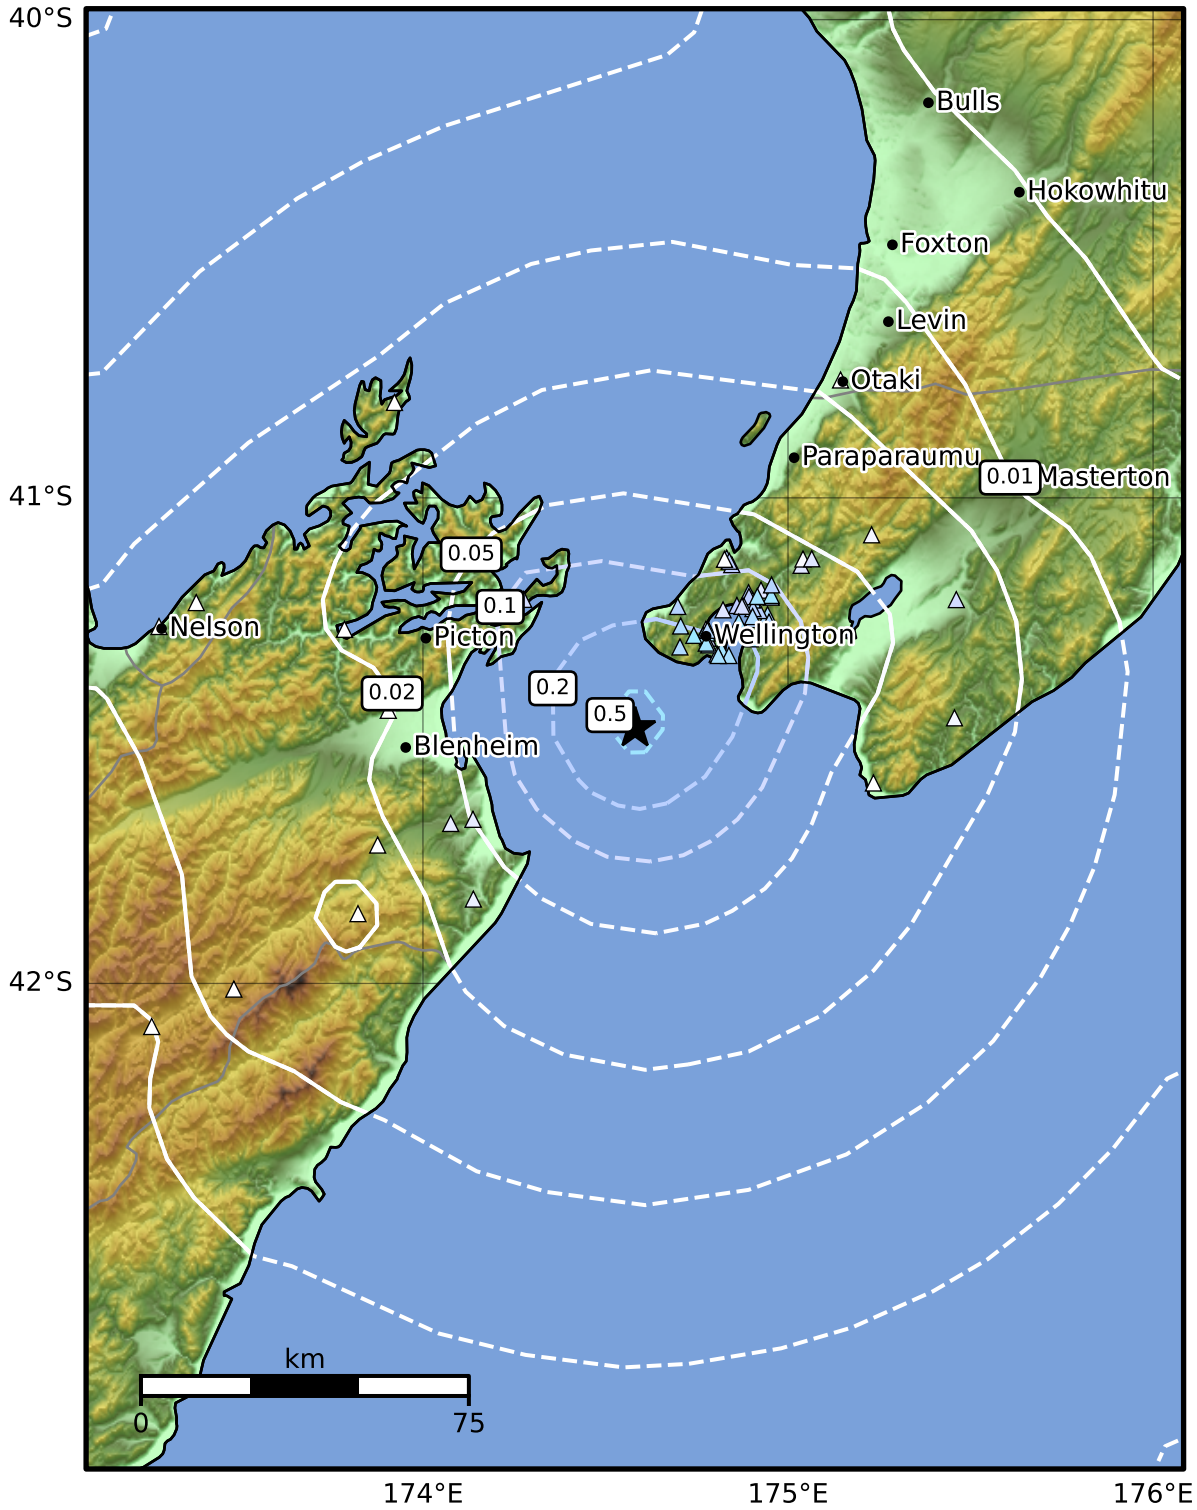 40°S
Bulls
Hokowhitu
Foxton
Levin
Otaki
Paraparaumu
41°S
0.01
Masterton
0.05
0.1
Nelson
Picton
Wellington
0.02
0.2
0.5
Blenheim
42°S
km
0
75
174°E
175°E
176°E